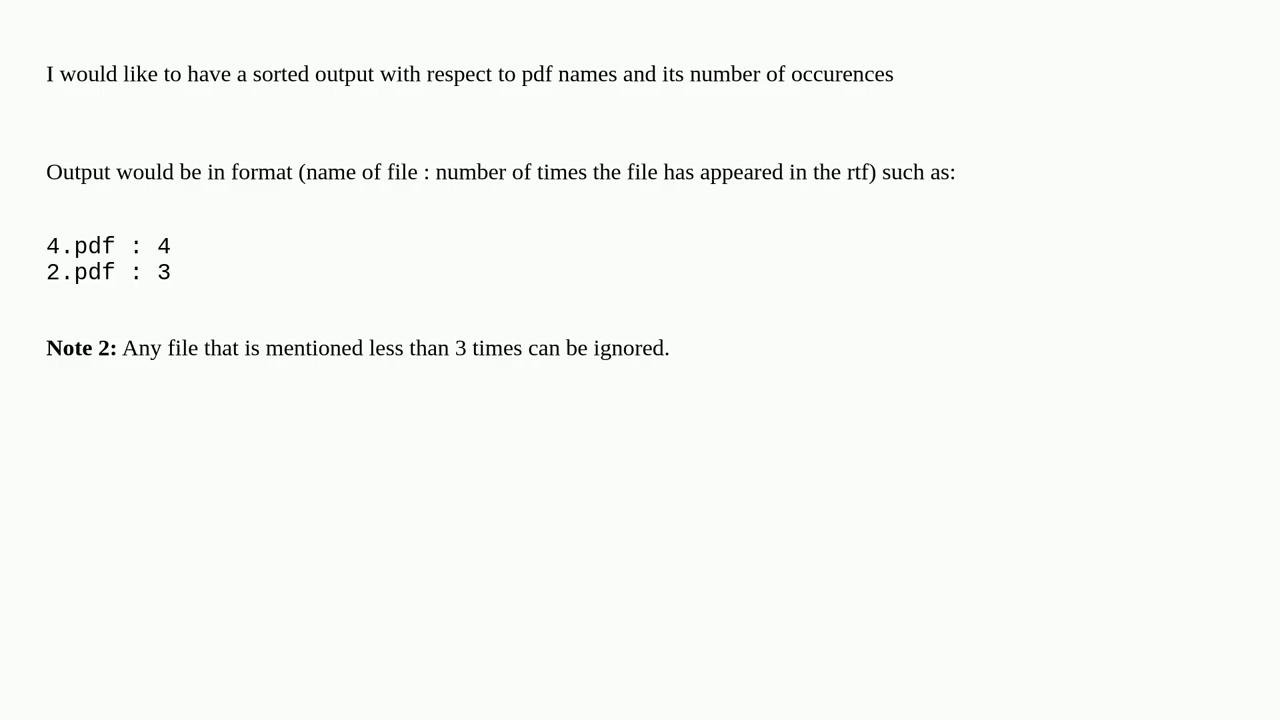 I would like to have a sorted output with respect to pdf names and its number of occurences
Output would be in format (name of file : number of times the file has appeared in the rtf) such as:
4.pdf : 4
2.pdf : 3
Note 2: Any file that is mentioned less than 3 times can be ignored.